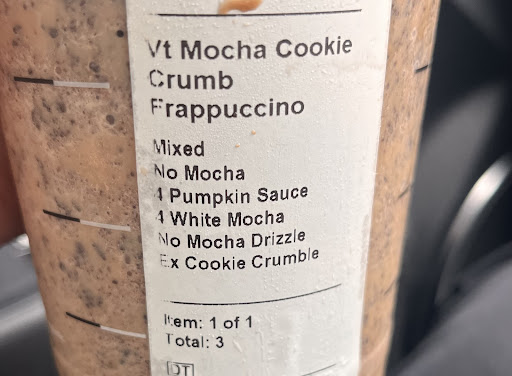 Vt Mocha Cookie
Crumb
Frappuccino
Mixed
No Mocha
4 Pumpkin Sauce
4 White Mocha
No Mocha Drizzle
Ex Cookie Crumble
Item: 1 of 1
Total: 3
DT